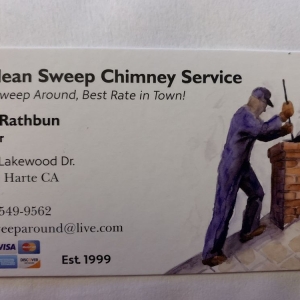 lean Sweep Chimney Service
weep Around, Best Rate in Town!
Rathbun
Lakewood Dr.
Harte CA
549-9562
eeparound@live.com
VISA
DISCOVER
Est. 1999